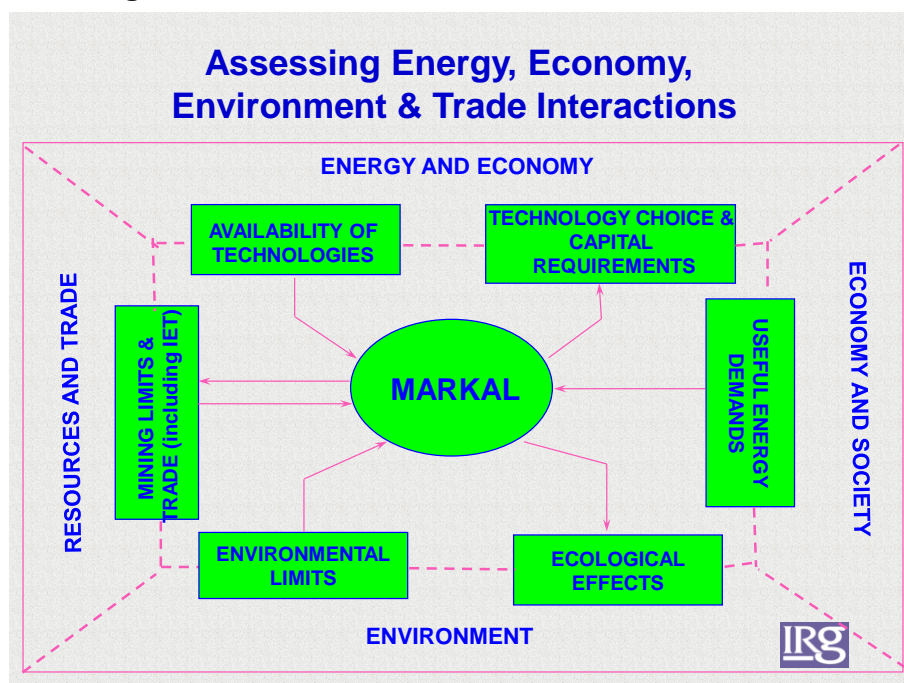 Assessing Energy, Economy,
Environment & Trade Interactions
ENERGY AND ECONOMY
AVAILABILITY OF
TECHNOLOGIES
TECHNOLOGY CHOICE &
CAPITAL
REQUIREMENTS
RESOURCES AND TRADE
MINING LIMITS &
TRADE (including IET)
MARKAL
USEFUL ENERGY
DEMANDS
ECONOMY AND SOCIETY
ENVIRONMENTAL
LIMITS
ECOLOGICAL
EFFECTS
ENVIRONMENT
IRg